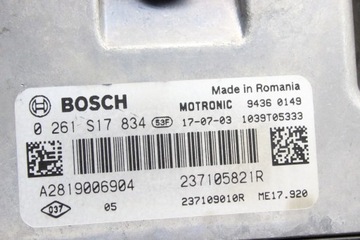 BOSCH
Made in Romania
MOTRONIC 9436 0149
0 261 S17 834 53F 17-07-03 1039T05333
A2819006904 237105821R
037 05 237109010R ME17.920